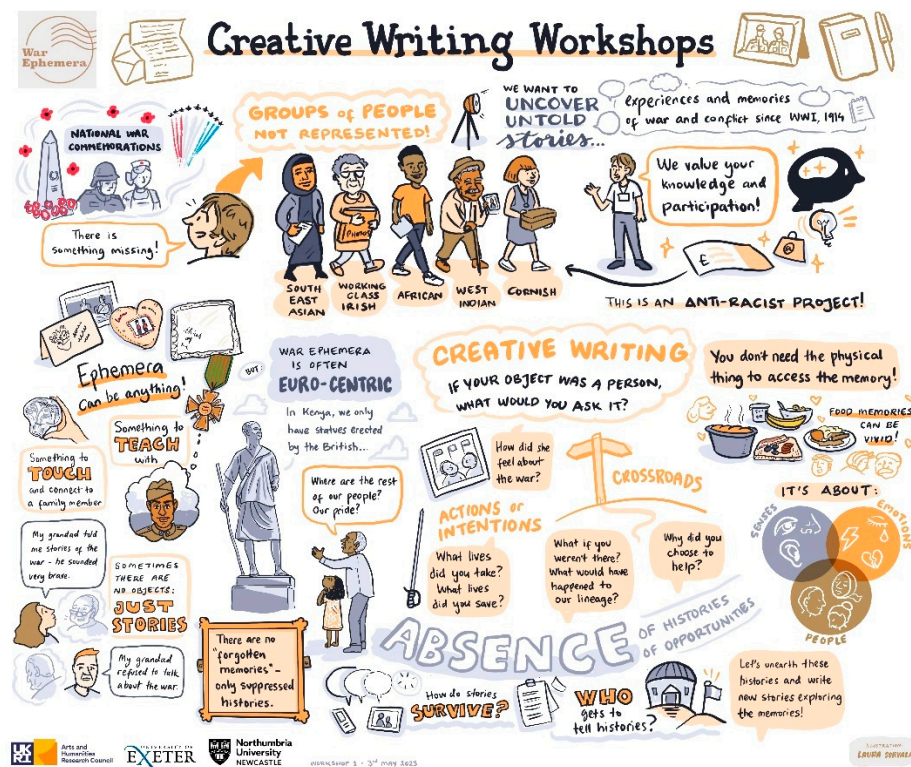 War
Ephemera
Creative Writing Workshops
NATIONAL WAR
COMMEMORATIONS
There is
something missing!
GROUPS of PEOPLE
NOT REPRESENTED!
PHOTOS
SOUTH
EAST
ASIAN
WORKING
CLASS
IRISH
AFRICAN
WEST
INDIAN
CORNISH
WE WANT TO
UNCOVER
UNTOLD
stories...
experiences and memories
of war and conflict since WWI, 1914
We value your
knowledge and
participation!
£
THIS IS AN ANTI-RACIST PROJECT!
Ephemera
can be anything!
Something to
TOUCH
and connect to
a family member
Something to
TEACH
with
My grandad told
me stories of the
war - he sounded
very brave.
SOMETIMES
THERE ARE
NO OBJECTS:
JUST
STORIES
My grandad
refused to talk
about the war.
BUT:
WAR EPHEMERA
IS OFTEN
EURO-CENTRIC
In Kenya, we only
have statues erected
by the British...
Where are the rest
of our people?
Our pride?
There are no
"forgotten
memories" -
only suppressed
histories.
CREATIVE WRITING
IF YOUR OBJECT WAS A PERSON,
WHAT WOULD YOU ASK IT?
How did she
feel about
the war?
ACTIONS or
INTENTIONS
What lives
did you take?
What lives
did you save?
CROSSROADS
What if you
weren't there?
What would have
happened to
our lineage?
Why did you
choose to
help?
You don't need the physical
thing to access the memory!
FOOD MEMORIES
CAN BE
VIVID!
IT'S ABOUT:
SENSES
EMOTIONS
PEOPLE
ABSENCE
OF HISTORIES
OF OPPORTUNITIES
How do stories
SURVIVE?
WHO
gets to
tell histories?
Let's unearth these
histories and write
new stories exploring
the memories!
UKRI
Arts and
Humanities
Research Council
UNIVERSITY OF
EXETER
Northumbria
University
NEWCASTLE
WORKSHOP 1 - 3rd MAY 2023
ILLUSTRATION